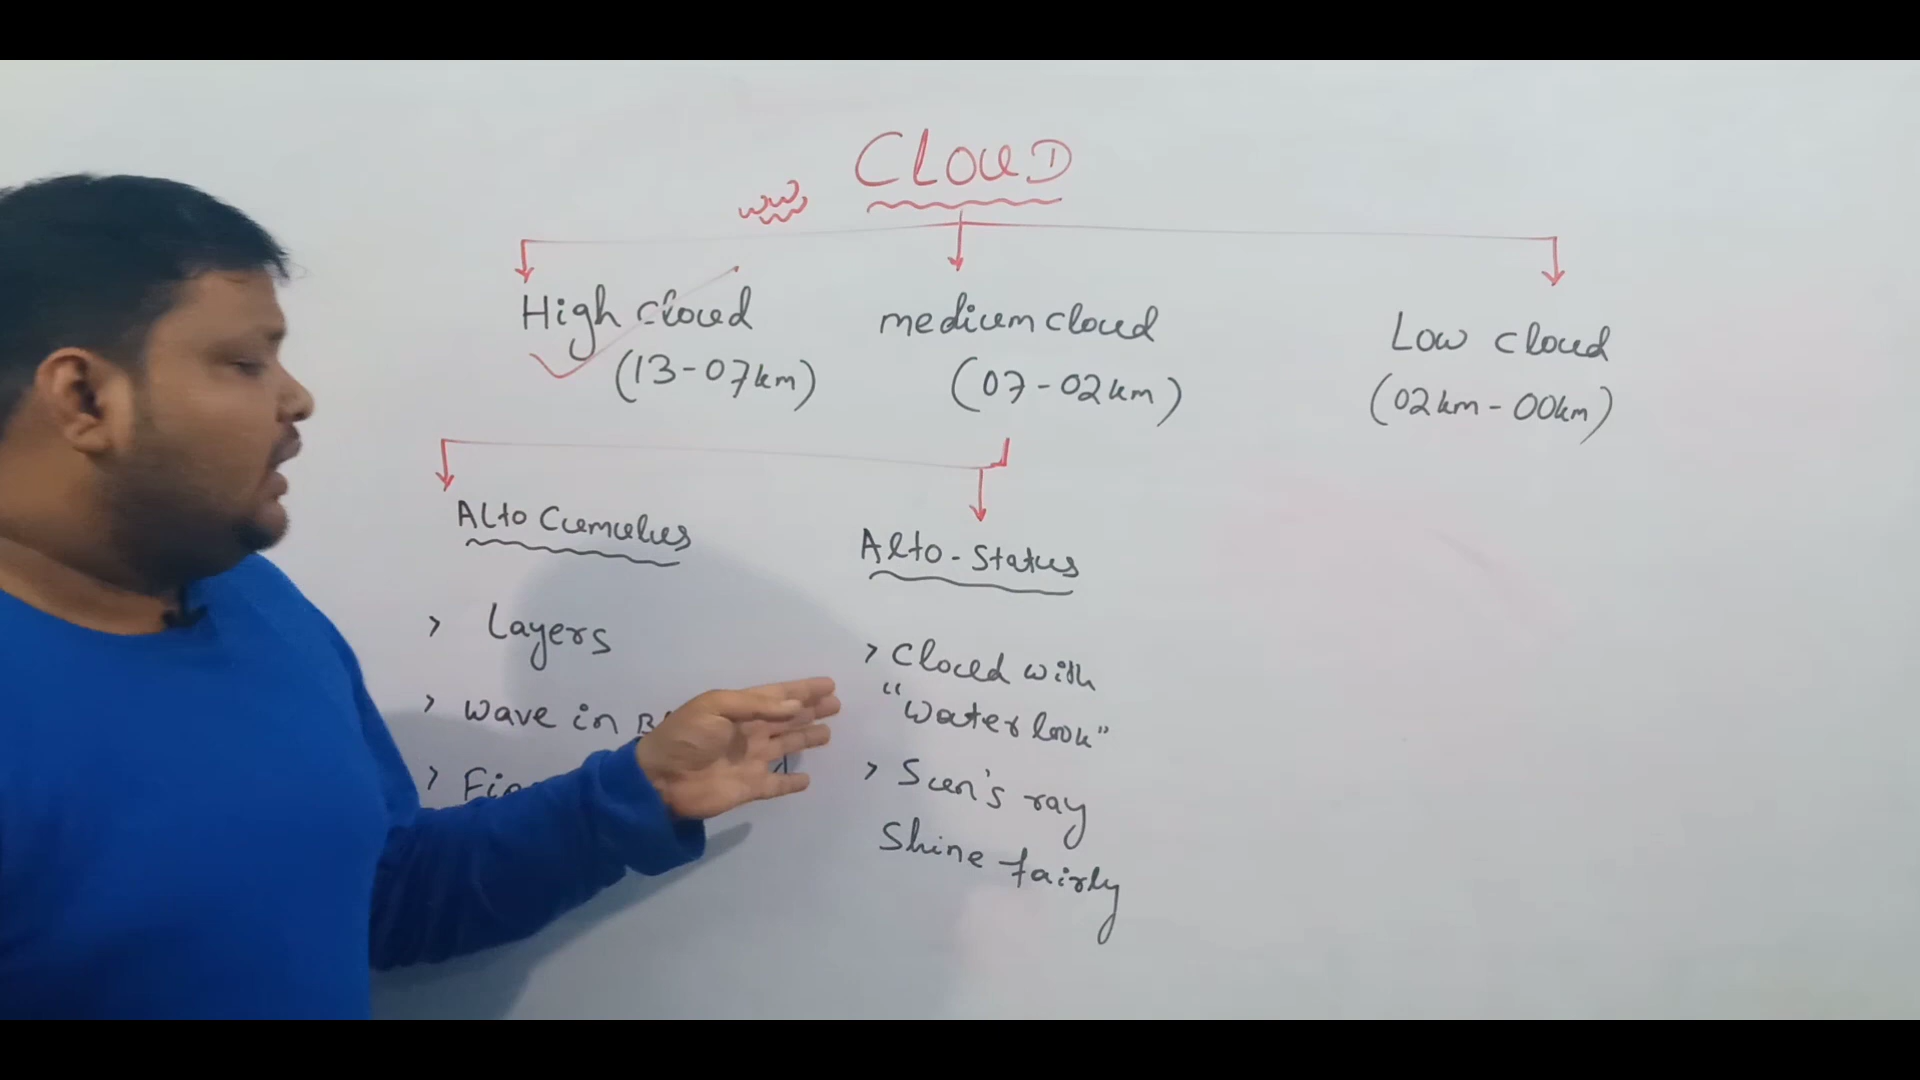 CLOUD
High cloud
(13-07km)
medium cloud
(07-02km)
Low cloud
(02km-00km)
Alto Cumulus
> Layers
> wave in
>
Alto-Status
> Cloud with
"Water look"
> Sun's ray
Shine fairly